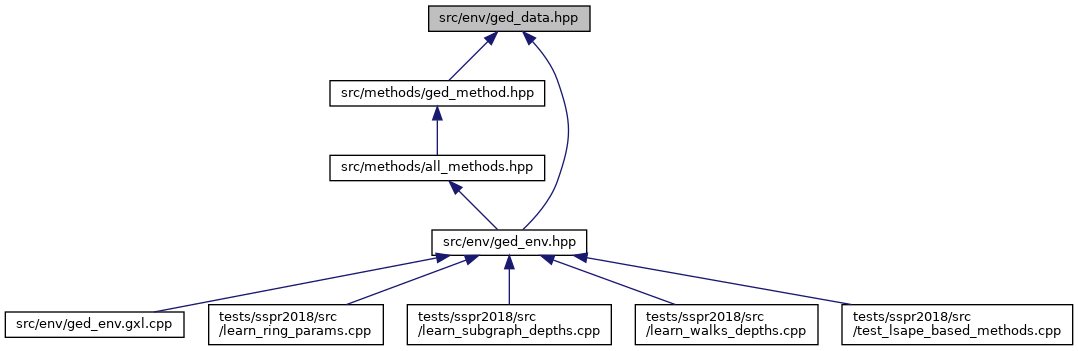 src/env/ged_data.hpp
src/methods/ged_method.hpp
src/methods/all_methods.hpp
src/env/ged_env.hpp
src/env/ged_env.gxl.cpp
tests/sspr2018/src
/learn_ring_params.cpp
tests/sspr2018/src
/learn_subgraph_depths.cpp
tests/sspr2018/src
/learn_walks_depths.cpp
tests/sspr2018/src
/test_lsape_based_methods.cpp